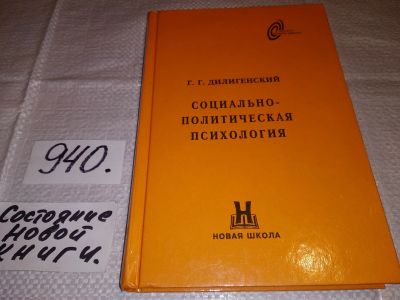 Г. Г. ДИЛИГЕНСКИЙ
СОЦИАЛЬНО-
ПОЛИТИЧЕСКАЯ
ПСИХОЛОГИЯ
НОВАЯ ШКОЛА
940.
Состояние
новой
книги.